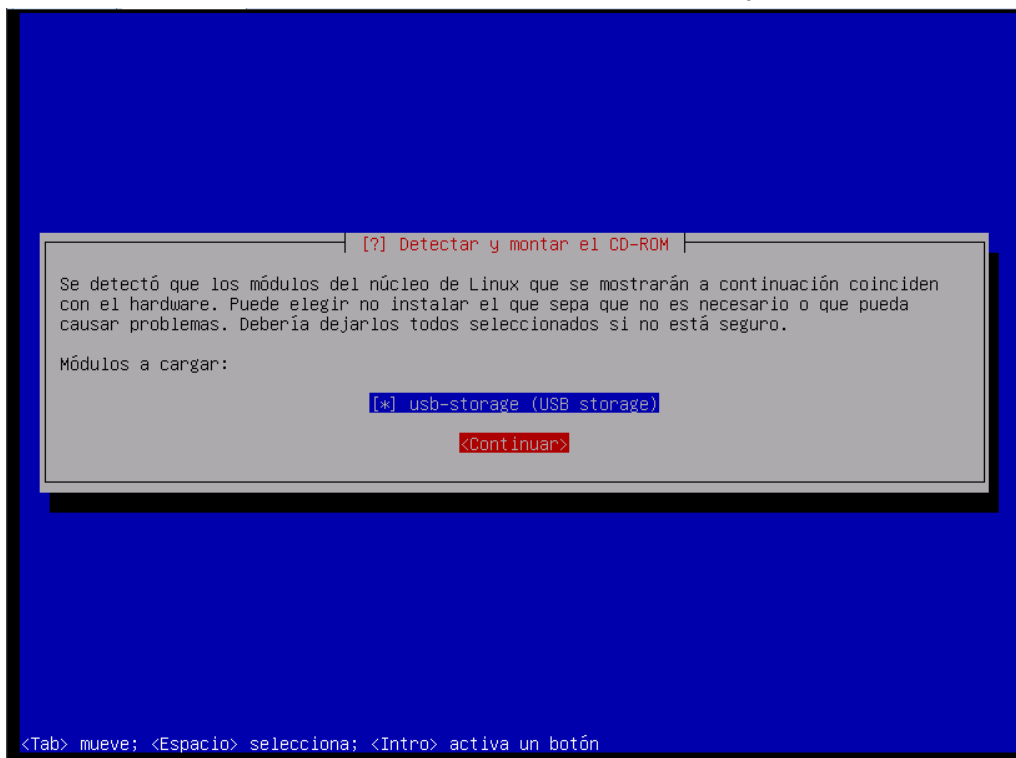 [?] Detectar y montar el CD-ROM
Se detectó que los módulos del núcleo de Linux que se mostrarán a continuación coinciden
con el hardware. Puede elegir no instalar el que sepa que no es necesario o que pueda
causar problemas. Debería dejarlos todos seleccionados si no está seguro.
Módulos a cargar:
[*] usb-storage (USB storage)
<Continuar>
<Tab> mueve; <Espacio> selecciona; <Intro> activa un botón